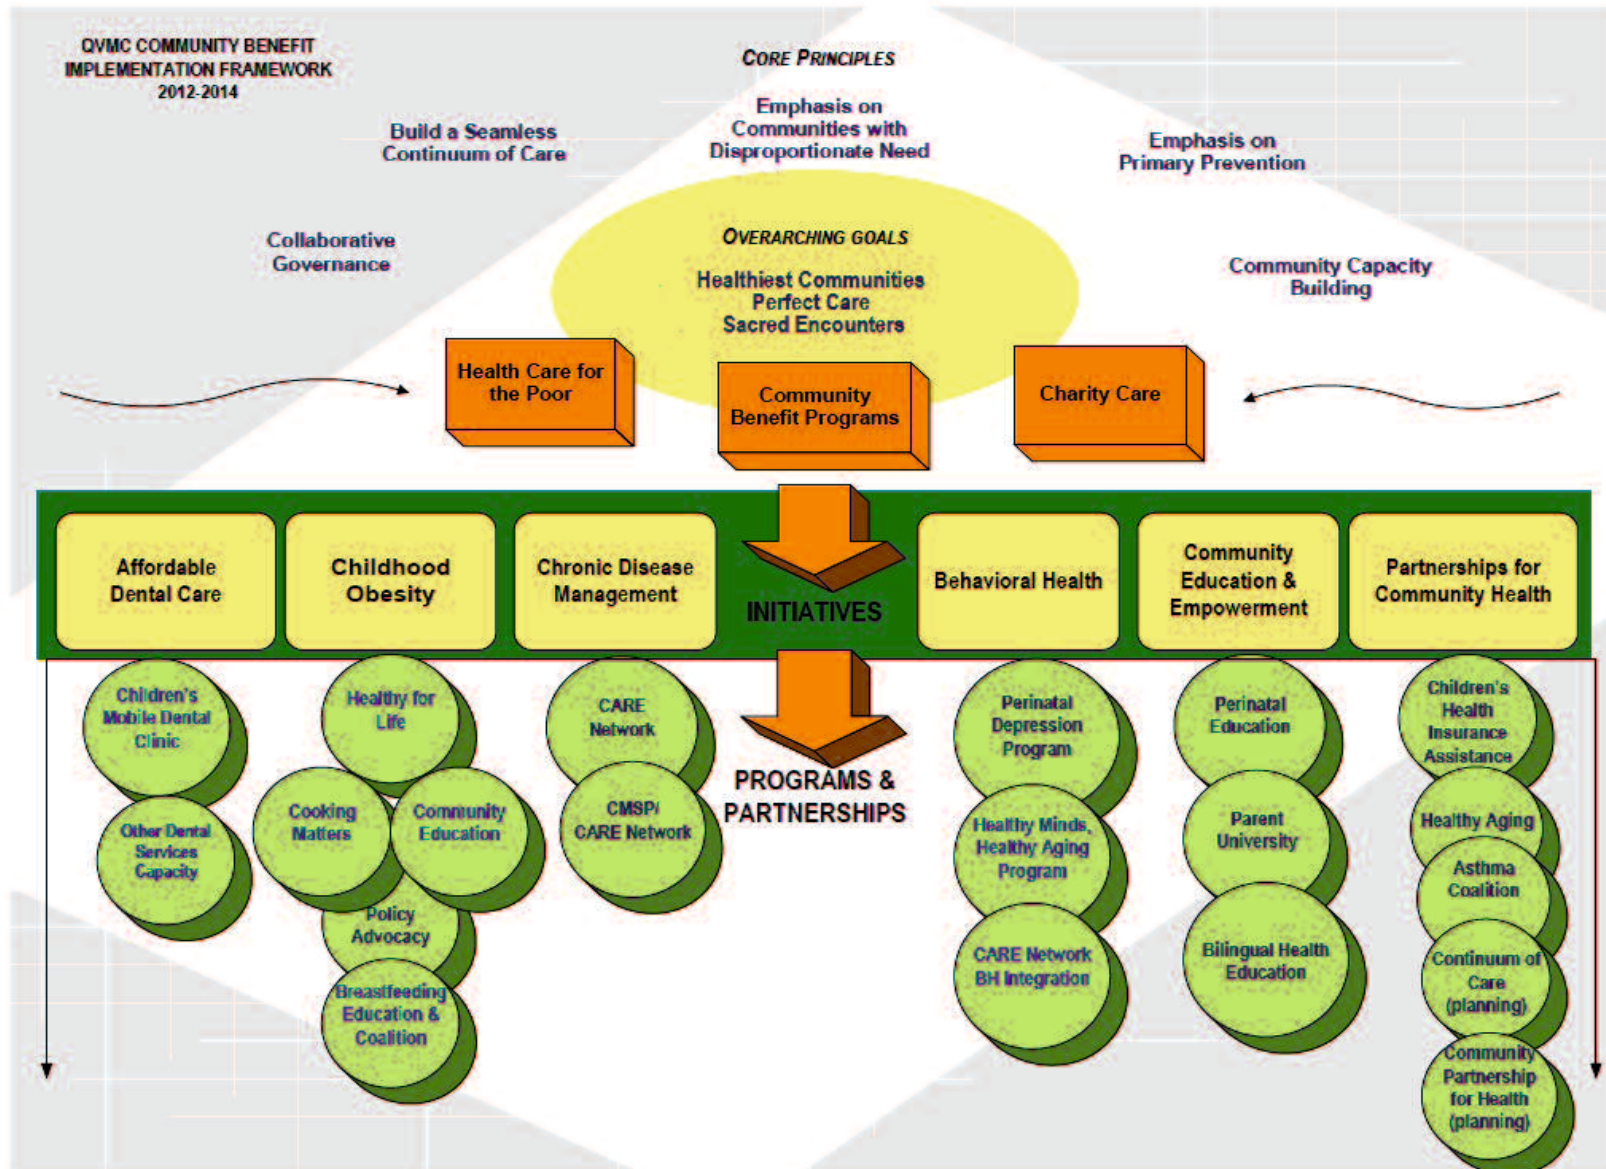 QVMC COMMUNITY BENEFIT
IMPLEMENTATION FRAMEWORK
2012-2014
CORE PRINCIPLES
Build a Seamless
Continuum of Care
Emphasis on
Communities with
Disproportionate Need
Emphasis on
Primary Prevention
Collaborative
Governance
Community Capacity
Building
OVERARCHING GOALS
Healthiest Communities
Perfect Care
Sacred Encounters
Health Care for
the Poor
Community
Benefit Programs
Charity Care
Affordable
Dental Care
Childhood
Obesity
Chronic Disease
Management
INITIATIVES
Behavioral Health
Community
Education &
Empowerment
Partnerships for
Community Health
Children's
Mobile Dental
Clinic
Other Dental
Services
Capacity
Healthy for
Life
Cooking
Matters
Community
Education
Policy
Advocacy
Breastfeeding
Education &
Coalition
CARE
Network
CMSP/
CARE Network
PROGRAMS &
PARTNERSHIPS
Perinatal
Depression
Program
Healthy Minds,
Healthy Aging
Program
CARE Network
BH Integration
Perinatal
Education
Parent
University
Bilingual Health
Education
Children's
Health
Insurance
Assistance
Healthy Aging
Asthma
Coalition
Continuum of
Care
(planning)
Community
Partnership
for Health
(planning)